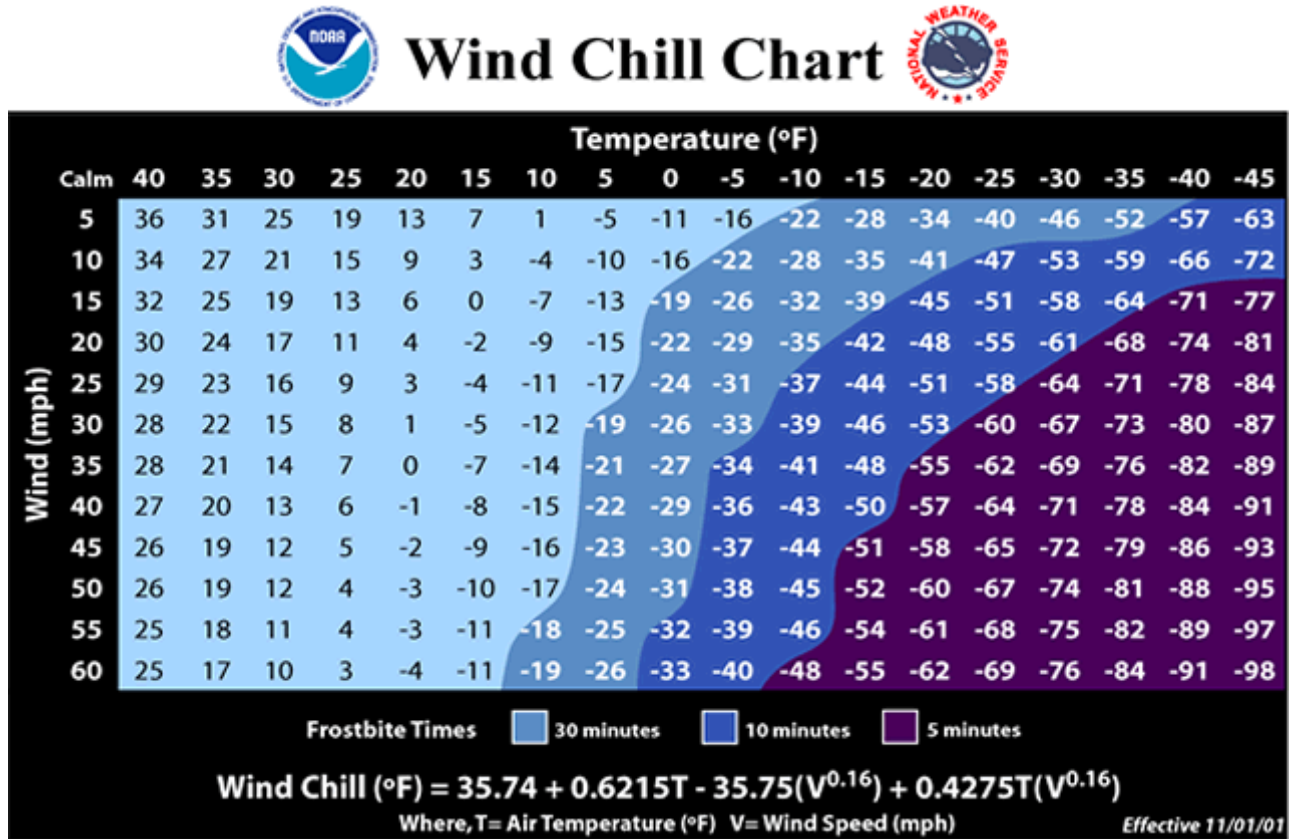 NOAA
NATIONAL OCEANIC AND ATMOSPHERIC ADMINISTRATION
U.S. DEPARTMENT OF COMMERCE
Wind Chill Chart
NATIONAL WEATHER SERVICE
Temperature (ºF)
Calm 40 35 30 25 20 15 10 5 0 -5 -10 -15 -20 -25 -30 -35 -40 -45
Wind (mph)
5 36 31 25 19 13 7 1 -5 -11 -16 -22 -28 -34 -40 -46 -52 -57 -63
10 34 27 21 15 9 3 -4 -10 -16 -22 -28 -35 -41 -47 -53 -59 -66 -72
15 32 25 19 13 6 0 -7 -13 -19 -26 -32 -39 -45 -51 -58 -64 -71 -77
20 30 24 17 11 4 -2 -9 -15 -22 -29 -35 -42 -48 -55 -61 -68 -74 -81
25 29 23 16 9 3 -4 -11 -17 -24 -31 -37 -44 -51 -58 -64 -71 -78 -84
30 28 22 15 8 1 -5 -12 -19 -26 -33 -39 -46 -53 -60 -67 -73 -80 -87
35 28 21 14 7 0 -7 -14 -21 -27 -34 -41 -48 -55 -62 -69 -76 -82 -89
40 27 20 13 6 -1 -8 -15 -22 -29 -36 -43 -50 -57 -64 -71 -78 -84 -91
45 26 19 12 5 -2 -9 -16 -23 -30 -37 -44 -51 -58 -65 -72 -79 -86 -93
50 26 19 12 4 -3 -10 -17 -24 -31 -38 -45 -52 -60 -67 -74 -81 -88 -95
55 25 18 11 4 -3 -11 -18 -25 -32 -39 -46 -54 -61 -68 -75 -82 -89 -97
60 25 17 10 3 -4 -11 -19 -26 -33 -40 -48 -55 -62 -69 -76 -84 -91 -98
Frostbite Times 30 minutes 10 minutes 5 minutes
Wind Chill (ºF) = 35.74 + 0.6215T - 35.75(V^0.16) + 0.4275T(V^0.16)
Where, T= Air Temperature (ºF) V= Wind Speed (mph)
Effective 11/01/01